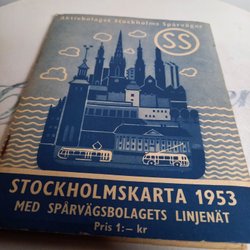 Aktiebolaget Stockholms Spårvägar
SS
STOCKHOLMSKARTA 1953
MED SPÅRVÄGSBOLAGETS LINJENÄT
Pris 1:— kr